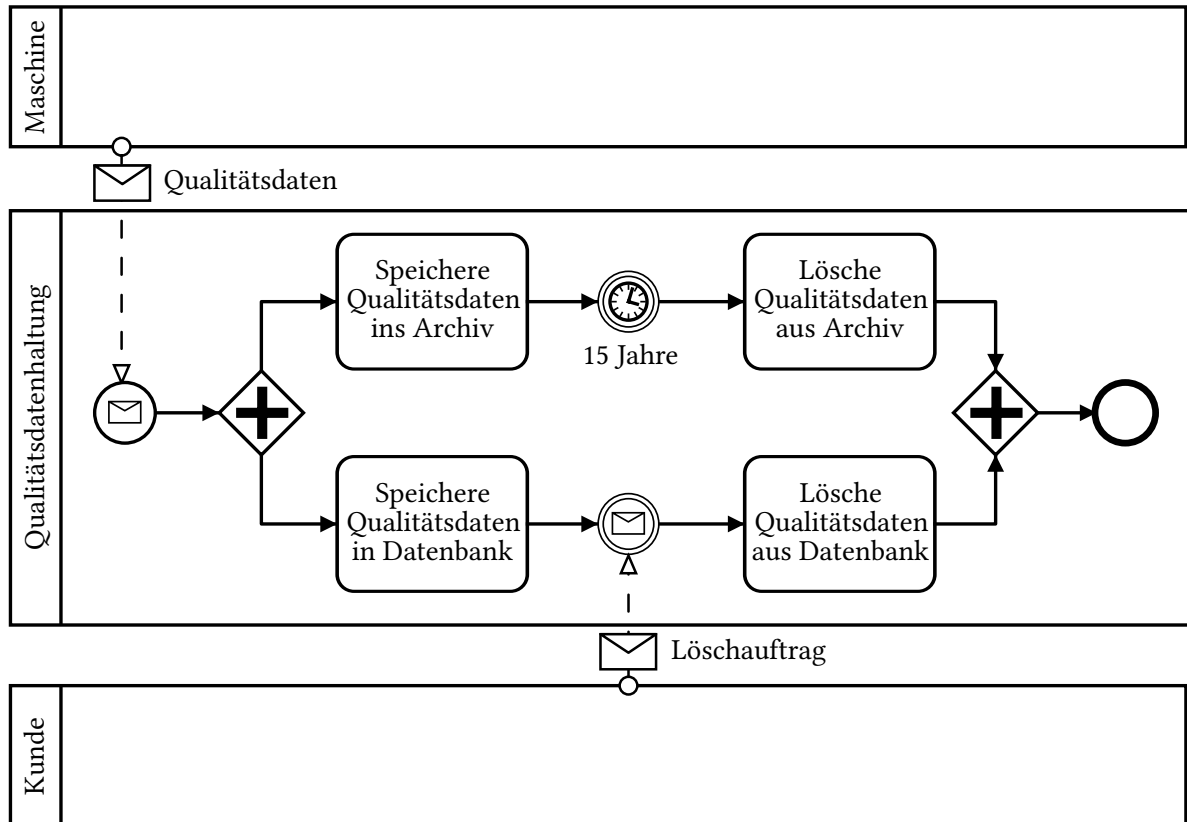 Maschine
Qualitätsdaten
Qualitätsdatenhaltung
Speichere
Qualitätsdaten
ins Archiv
15 Jahre
Lösche
Qualitätsdaten
aus Archiv
Speichere
Qualitätsdaten
in Datenbank
Lösche
Qualitätsdaten
aus Datenbank
Löschauftrag
Kunde